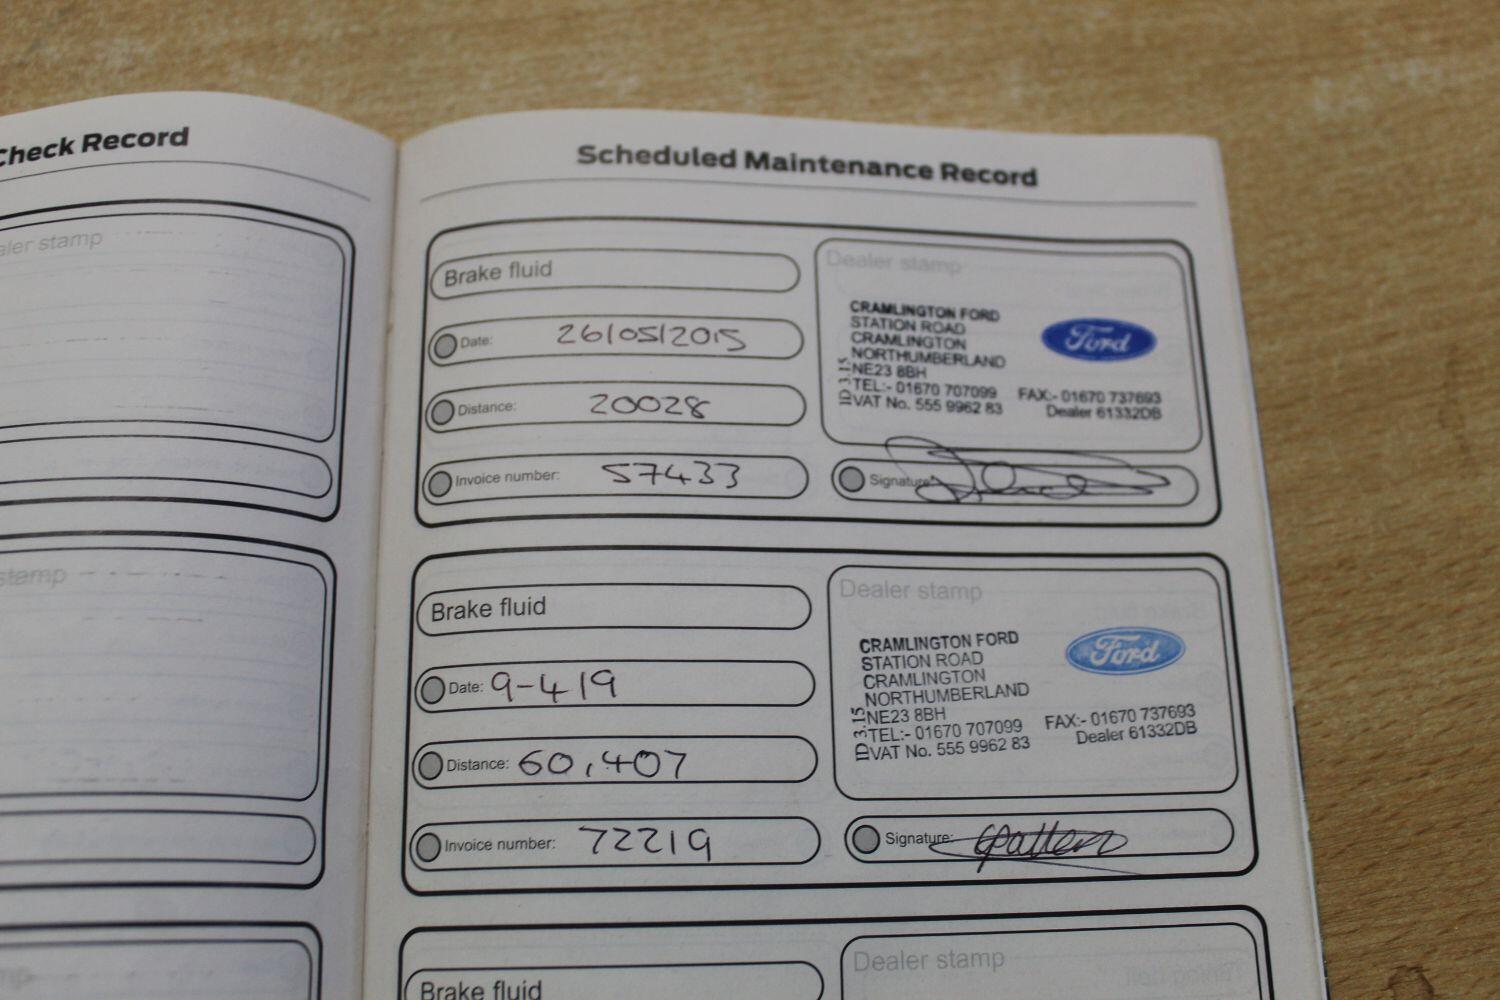 Check Record
aler stamp
stamp
Scheduled Maintenance Record
Brake fluid
Date: 26/05/2015
Distance: 20028
Invoice number: 57433
Dealer stamp
CRAMLINGTON FORD
STATION ROAD
CRAMLINGTON
NORTHUMBERLAND
NE23 8BH
TEL:- 01670 707099 FAX:- 01670 737693
VAT No. 555 9962 83 Dealer 61332DB
ID 3.15
Ford
Signature:
Brake fluid
Date: 9-4 19
Distance: 60,407
Invoice number: 72219
Dealer stamp
CRAMLINGTON FORD
STATION ROAD
CRAMLINGTON
NORTHUMBERLAND
NE23 8BH
TEL:- 01670 707099 FAX:- 01670 737693
VAT No. 555 9962 83 Dealer 61332DB
ID 3.15
Ford
Signature:
Brake fluid
Dealer stamp